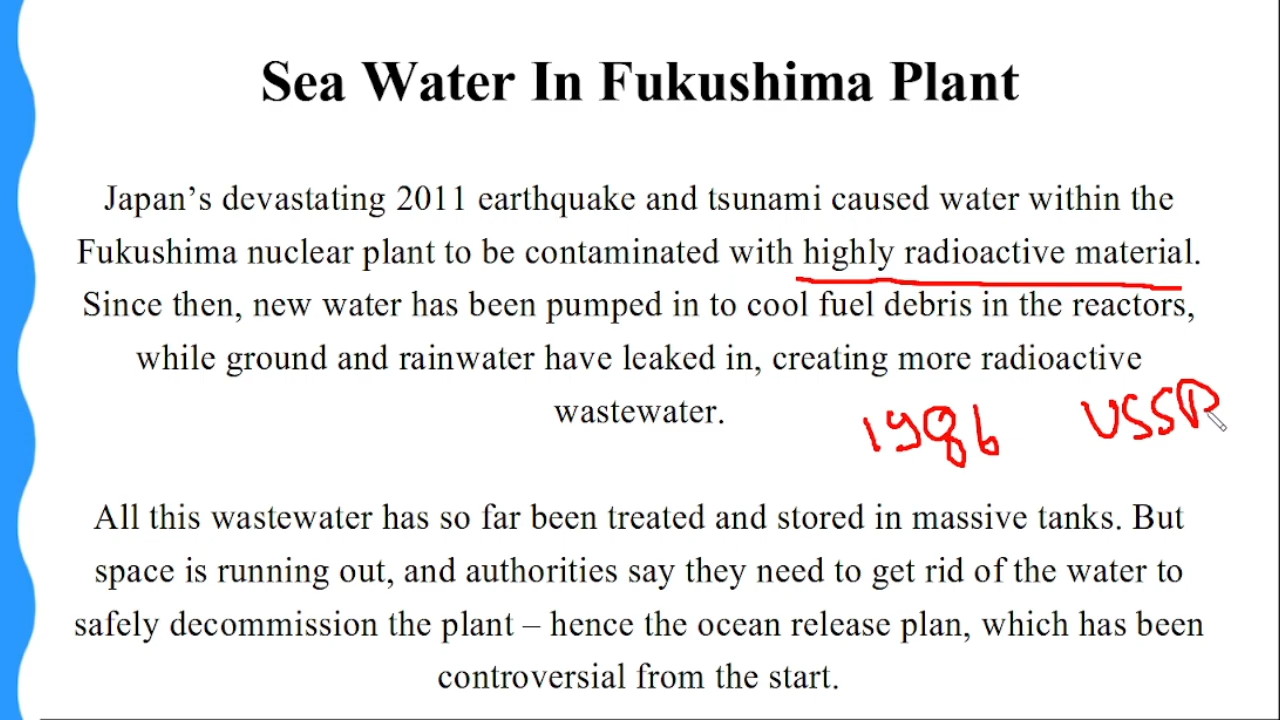 Sea Water In Fukushima Plant
Japan’s devastating 2011 earthquake and tsunami caused water within the
Fukushima nuclear plant to be contaminated with highly radioactive material.
Since then, new water has been pumped in to cool fuel debris in the reactors,
while ground and rainwater have leaked in, creating more radioactive
wastewater.
1986 USSR
All this wastewater has so far been treated and stored in massive tanks. But
space is running out, and authorities say they need to get rid of the water to
safely decommission the plant – hence the ocean release plan, which has been
controversial from the start.